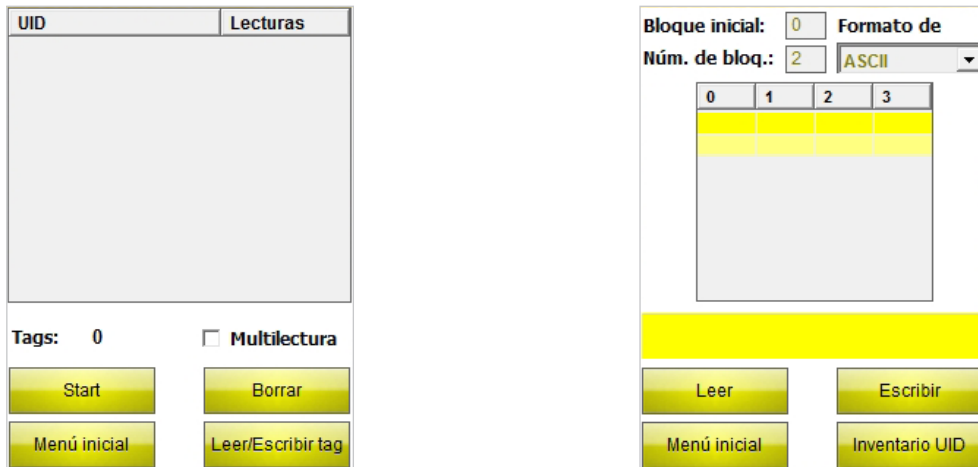 UID Lecturas
Tags: 0 Multilectura
Start Borrar
Menú inicial Leer/Escribir tag
Bloque inicial: 0 Formato de
Núm. de bloq.: 2 ASCII
0 1 2 3
Leer Escribir
Menú inicial Inventario UID